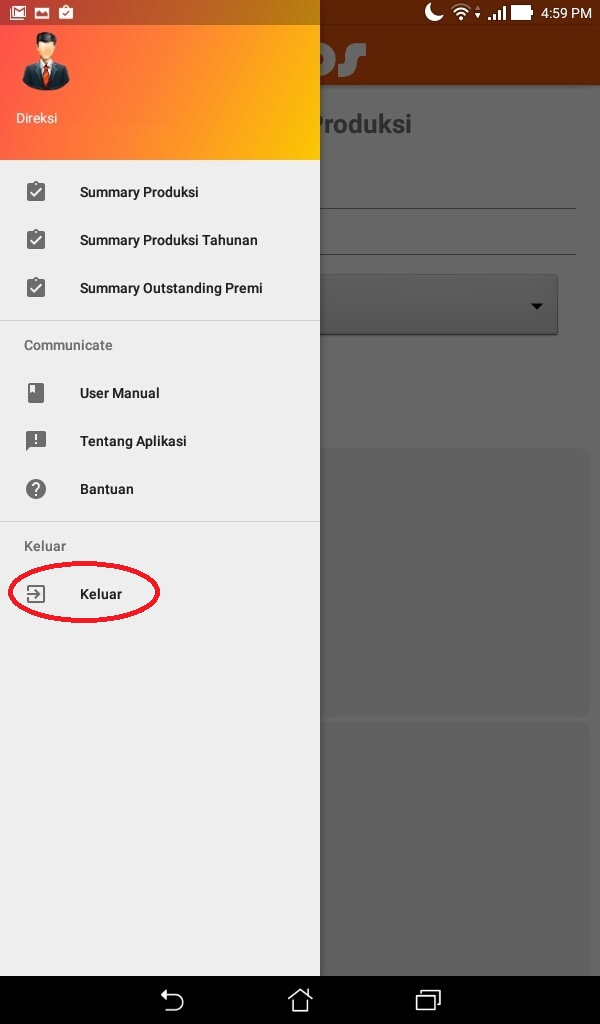 4:59 PM
Direksi
Produksi
Summary Produksi
Summary Produksi Tahunan
Summary Outstanding Premi
Communicate
User Manual
Tentang Aplikasi
Bantuan
Keluar
Keluar